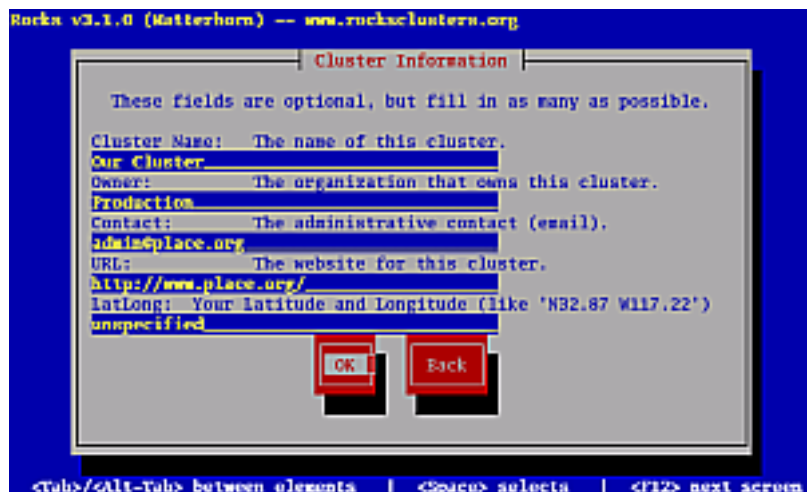 Rocks v3.1.0 (Matterhorn) -- www.rocksclusters.org
Cluster Information
These fields are optional, but fill in as many as possible.
Cluster Name: The name of this cluster.
Our Cluster
Owner: The organization that owns this cluster.
Production
Contact: The administrative contact (email).
admin@place.org
URL: The website for this cluster.
http://www.place.org/
LatLong: Your Latitude and Longitude (like 'N32.87 W117.22')
unspecified
OK Back
<Tab>/<Alt-Tab> between elements | <Space> selects | <F12> next screen